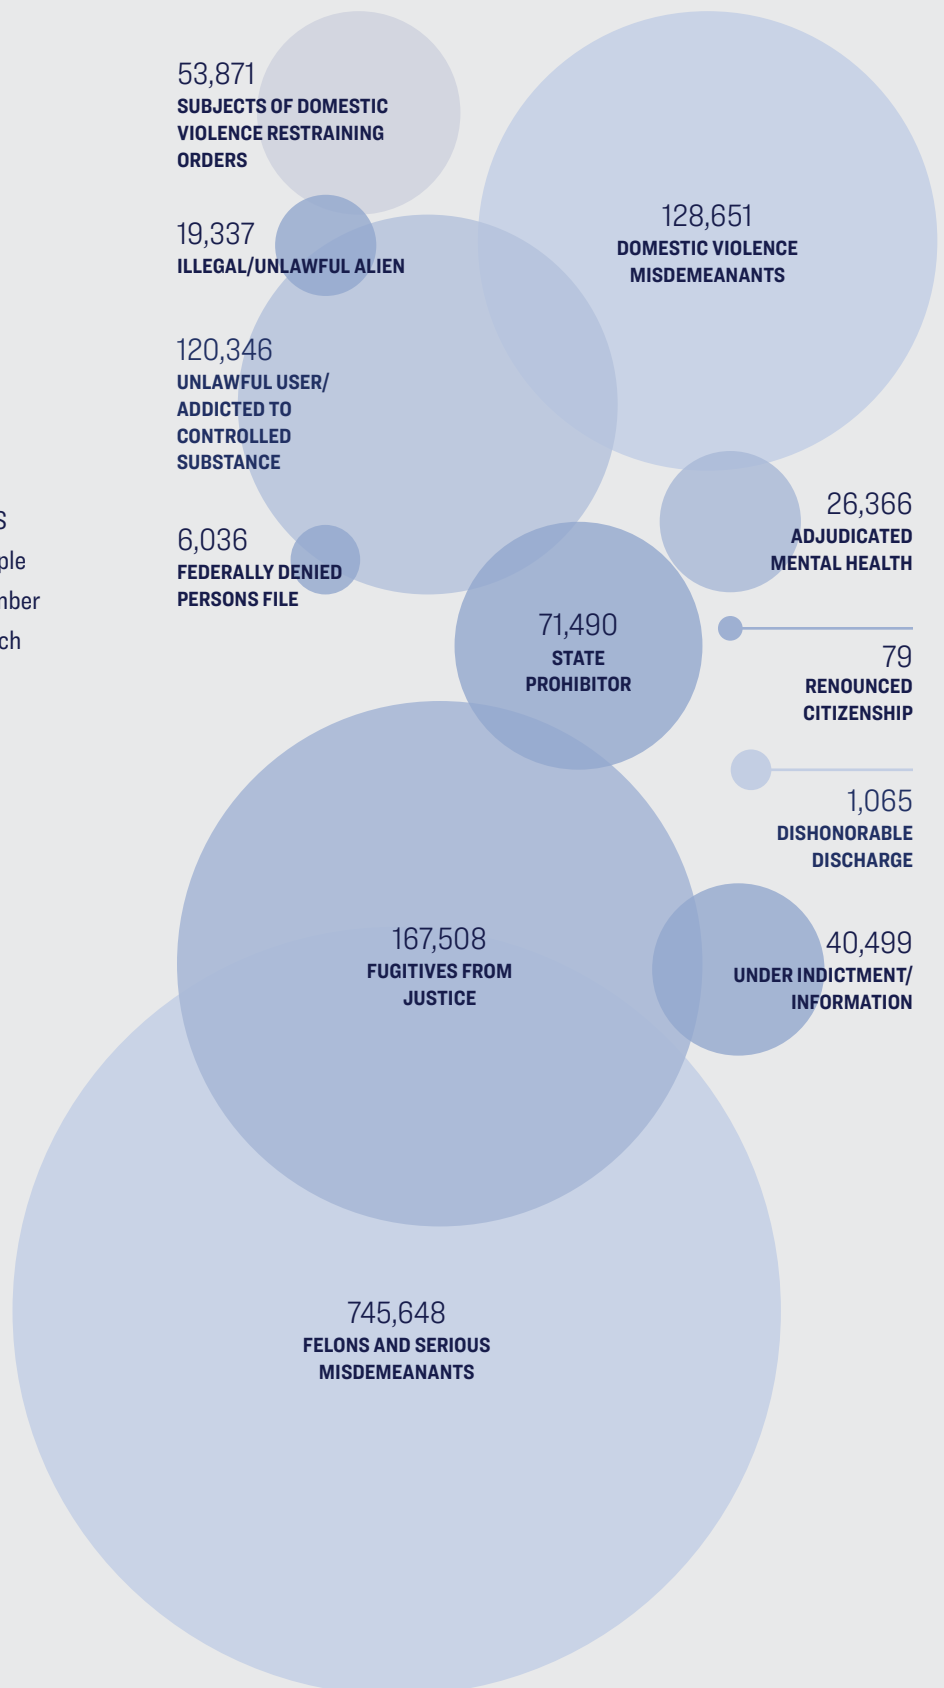 53,871
SUBJECTS OF DOMESTIC
VIOLENCE RESTRAINING
ORDERS
128,651
DOMESTIC VIOLENCE
MISDEMEANANTS
19,337
ILLEGAL/UNLAWFUL ALIEN
120,346
UNLAWFUL USER/
ADDICTED TO
CONTROLLED
SUBSTANCE
26,366
ADJUDICATED
MENTAL HEALTH
6,036
FEDERALLY DENIED
PERSONS FILE
71,490
STATE
PROHIBITOR
79
RENOUNCED
CITIZENSHIP
1,065
DISHONORABLE
DISCHARGE
167,508
FUGITIVES FROM
JUSTICE
40,499
UNDER INDICTMENT/
INFORMATION
745,648
FELONS AND SERIOUS
MISDEMEANANTS